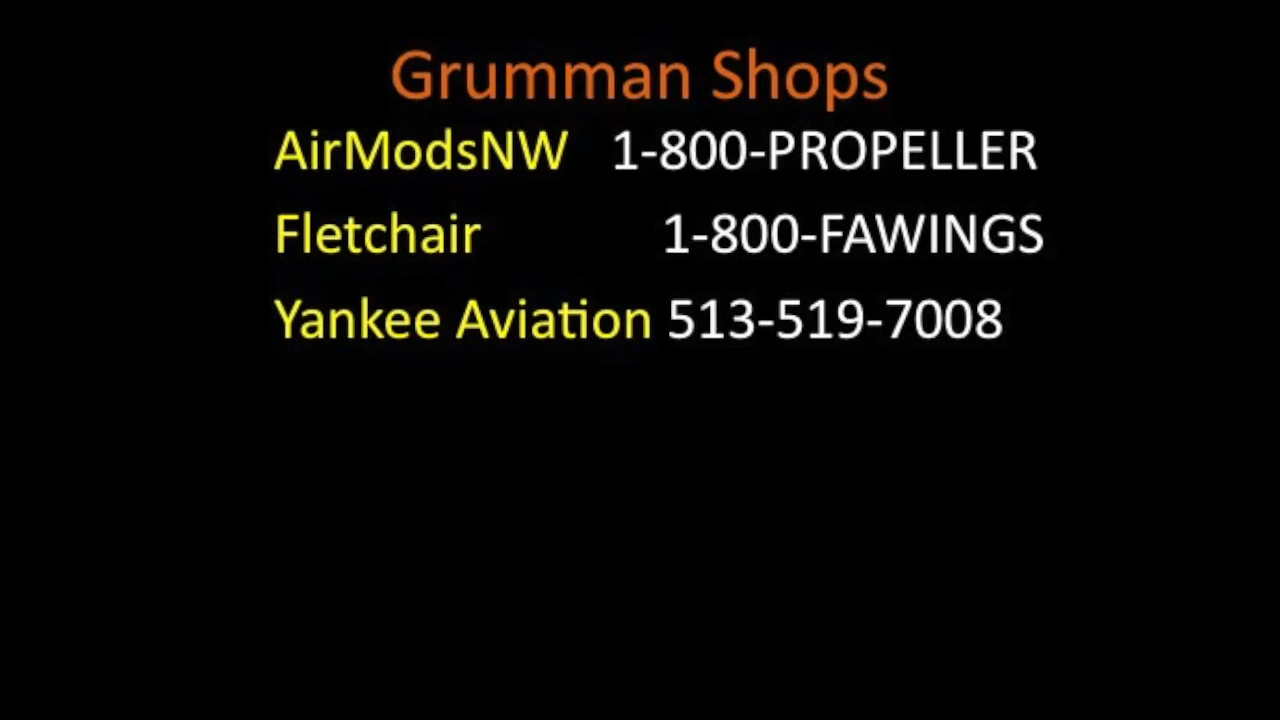 Grumman Shops
AirModsNW 1-800-PROPELLER
Fletchair 1-800-FAWINGS
Yankee Aviation 513-519-7008